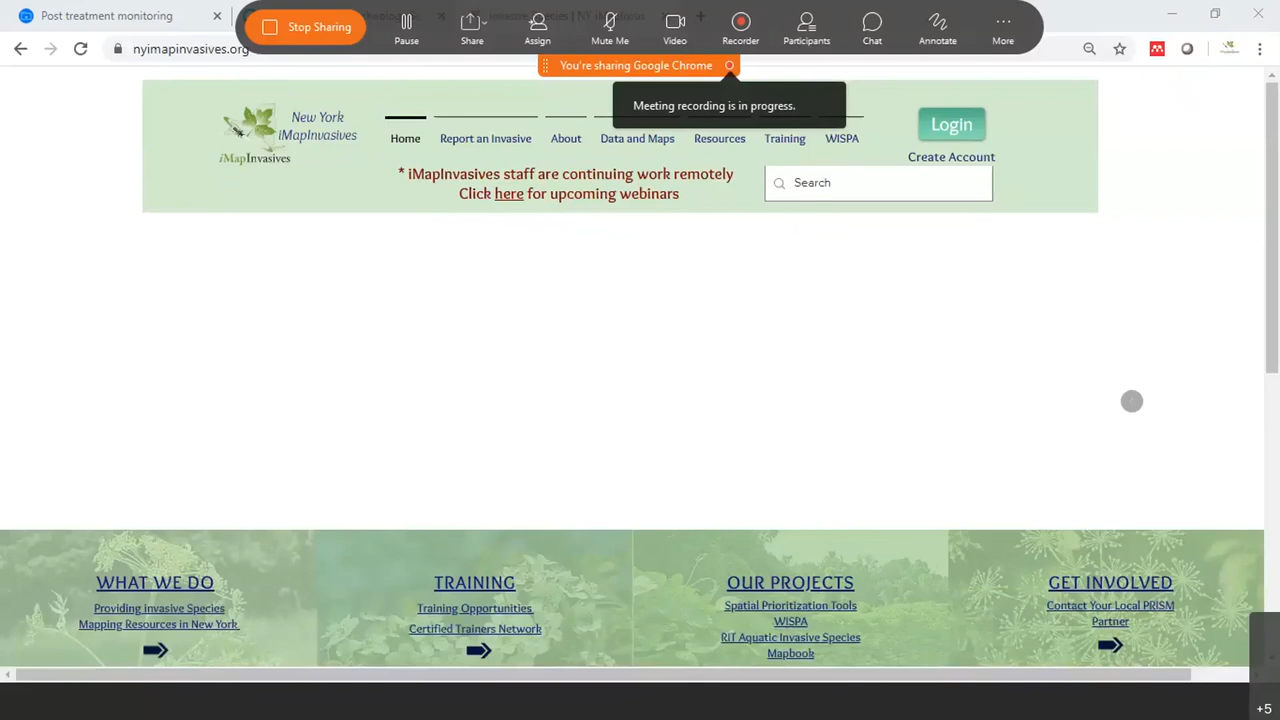 Post treatment monitoring
Stop Sharing
Pause
Share
Assign
Mute Me
Video
Recorder
Participants
Chat
Annotate
More
nyimapinvasives.org
You're sharing Google Chrome
Meeting recording is in progress.
New York
iMapInvasives
iMapInvasives
Home
Report an Invasive
About
Data and Maps
Resources
Training
WISPA
Login
Create Account
* iMapInvasives staff are continuing work remotely
Click here for upcoming webinars
Search
WHAT WE DO
Providing Invasive Species
Mapping Resources in New York
TRAINING
Training Opportunities
Certified Trainers Network
OUR PROJECTS
Spatial Prioritization Tools
WISPA
RIT Aquatic Invasive Species
Mapbook
GET INVOLVED
Contact Your Local PRISM
Partner
+5